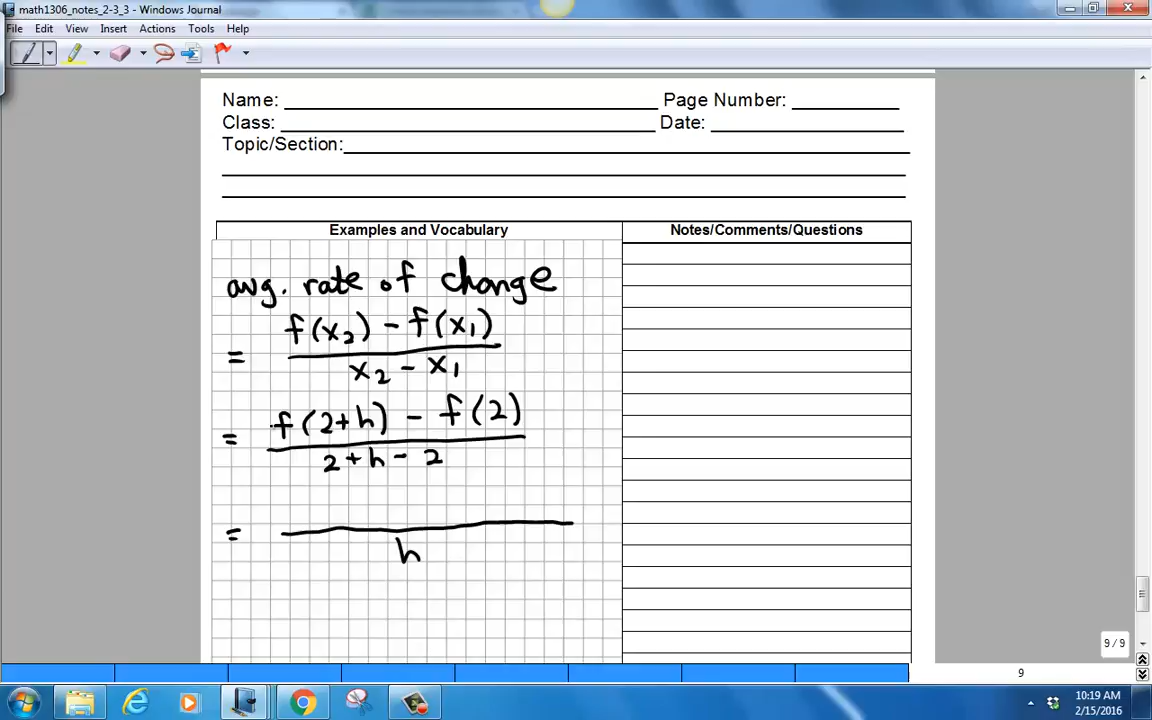 math1306_notes_2-3_3 - Windows Journal
File Edit View Insert Actions Tools Help
Name: Page Number:
Class: Date:
Topic/Section:
Examples and Vocabulary Notes/Comments/Questions
avg. rate of change
f(x₂) - f(x₁)
=
x₂ - x₁
f(2+h) - f(2)
=
2+h-2
=
h
9/9
9
10:19 AM
2/15/2016